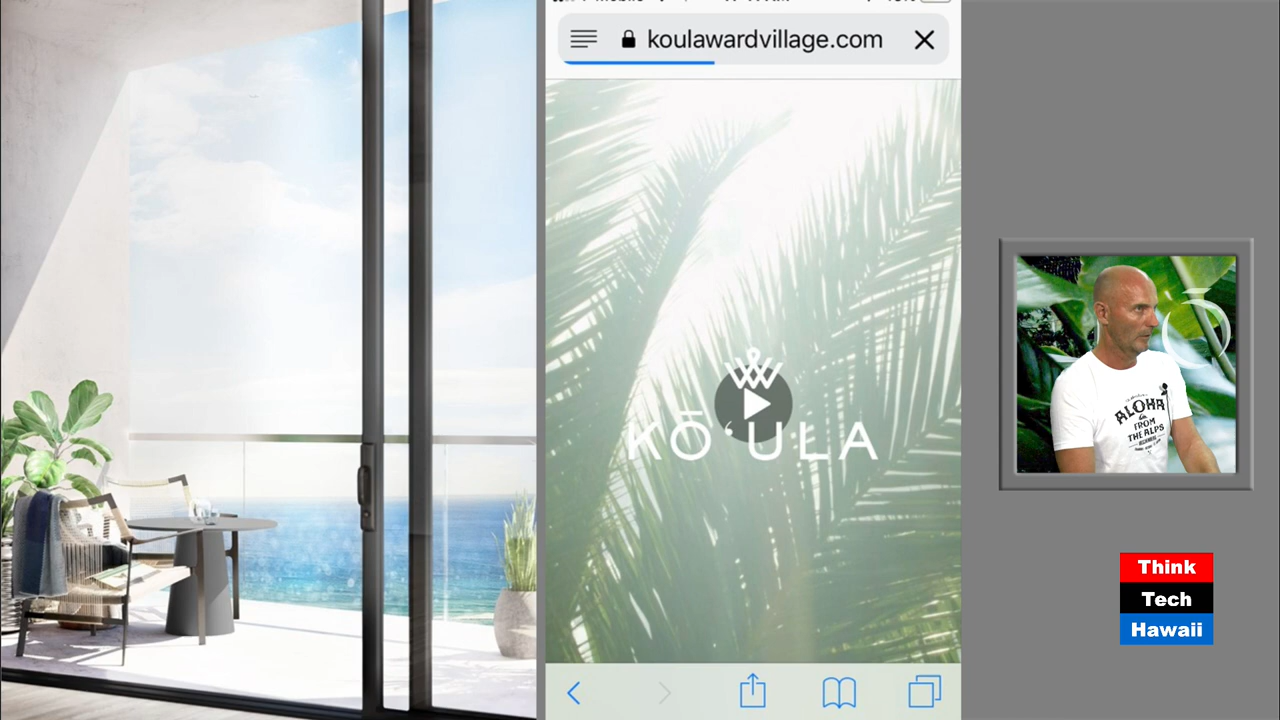 koulawardvillage.com
KŌʻULA
ALOHA
FROM
THE ALPS
Think
Tech
Hawaii